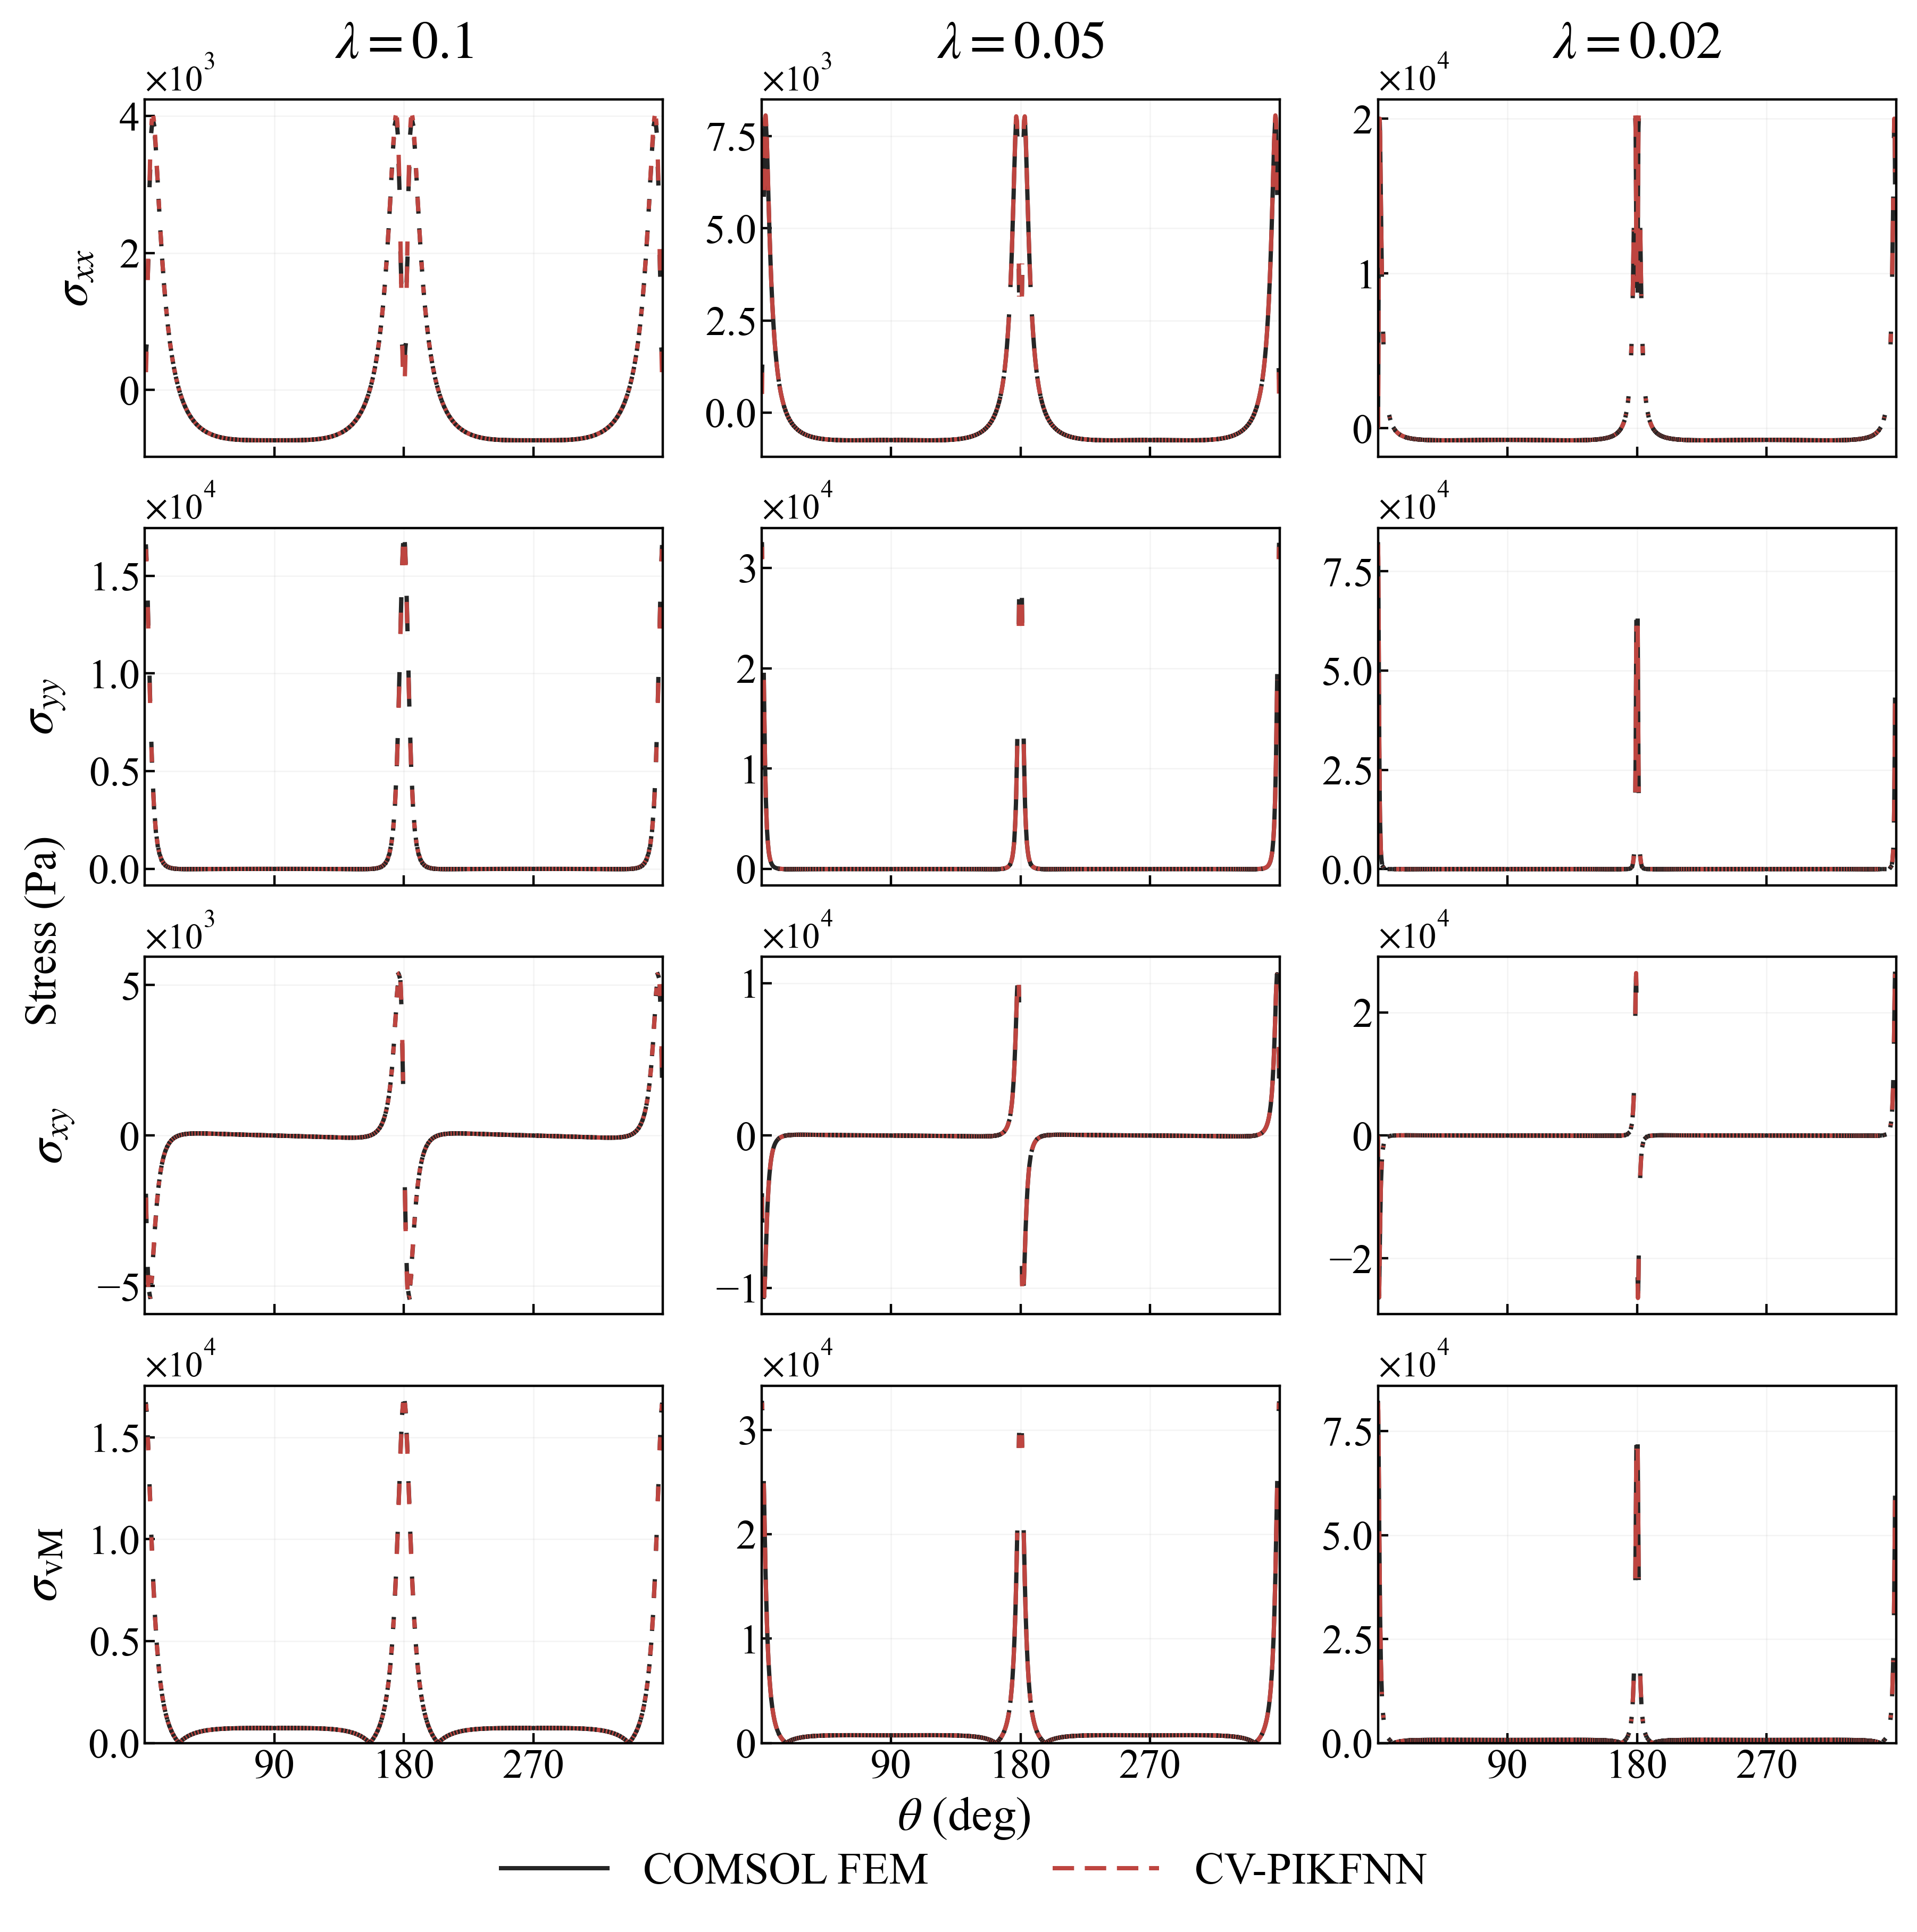 λ=0.1 λ=0.05 λ=0.02
×10³ ×10³ ×10⁴
4 7.5 2
2 5.0 1
0 2.5 0
0.0
σxx
×10⁴ ×10⁴ ×10⁴
1.5 3 7.5
1.0 2 5.0
0.5 1 2.5
0.0 0 0.0
σyy
Stress (Pa)
×10³ ×10⁴ ×10⁴
5 1 2
0 0 0
−5 −1 −2
σxy
×10⁴ ×10⁴ ×10⁴
1.5 3 7.5
1.0 2 5.0
0.5 1 2.5
0.0 0 0.0
σvM
90 180 270 90 180 270 90 180 270
θ (deg)
COMSOL FEM CV-PIKFNN